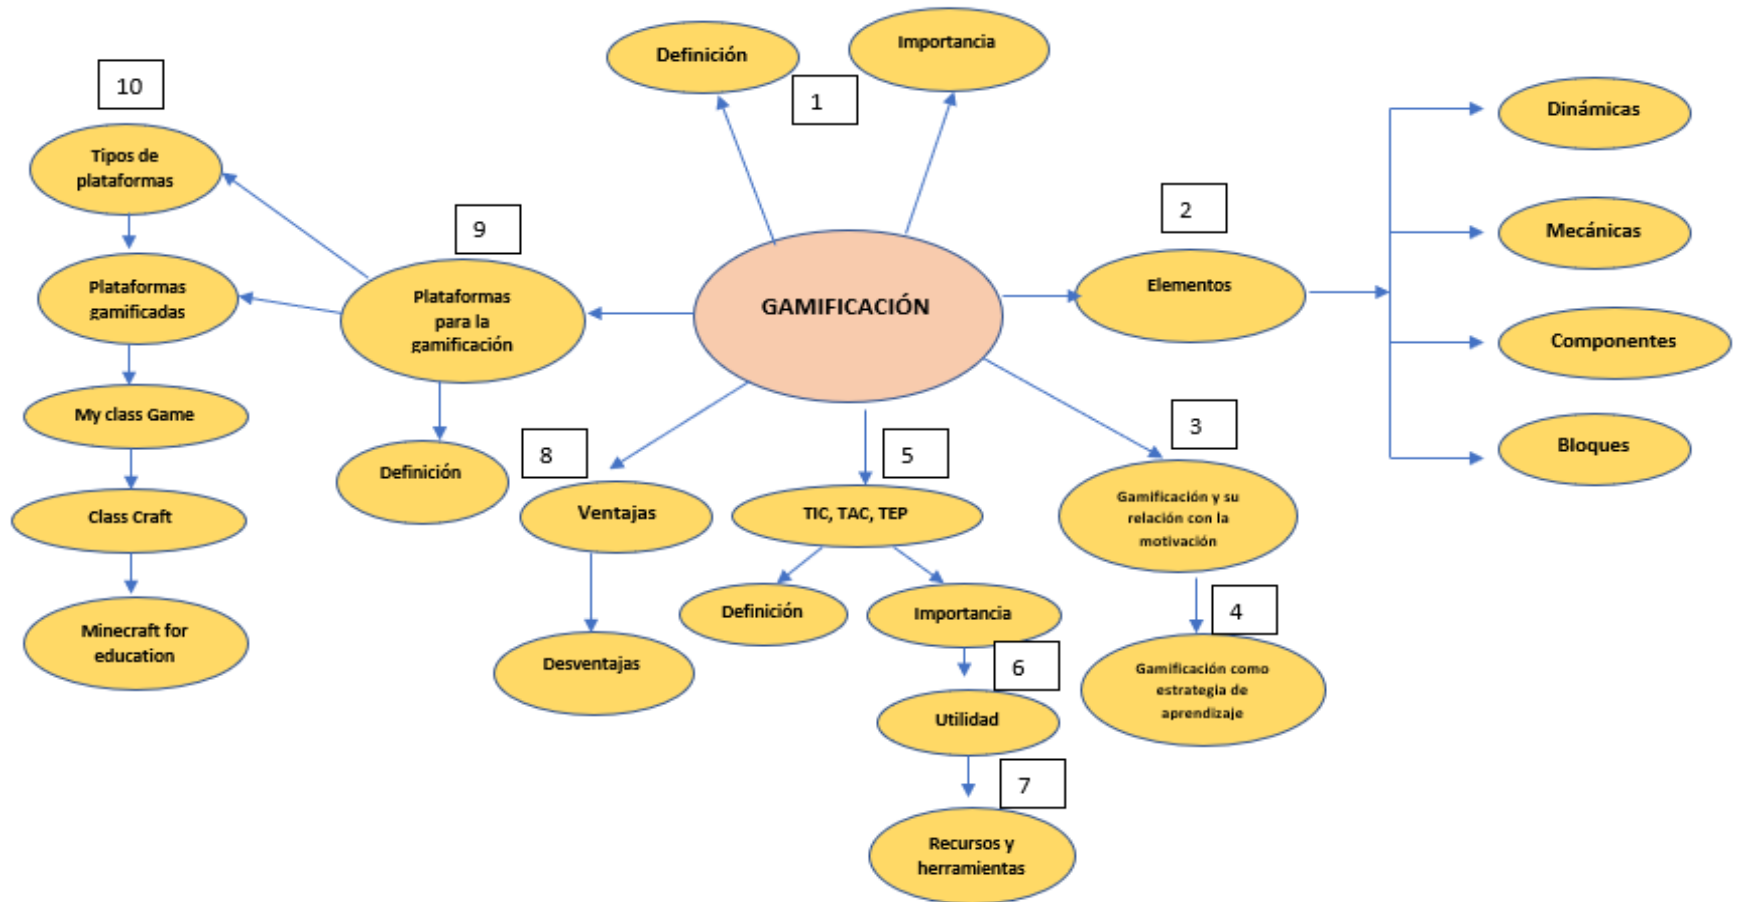 Definición
Importancia
1
10
Tipos de
plataformas
Plataformas
gamificadas
My class Game
Class Craft
Minecraft for
education
9
Plataformas
para la
gamificación
Definición
GAMIFICACIÓN
2
Elementos
Dinámicas
Mecánicas
Componentes
Bloques
3
Gamificación y su
relación con la
motivación
4
Gamificación como
estrategia de
aprendizaje
5
TIC, TAC, TEP
Definición
Importancia
6
Utilidad
7
Recursos y
herramientas
8
Ventajas
Desventajas